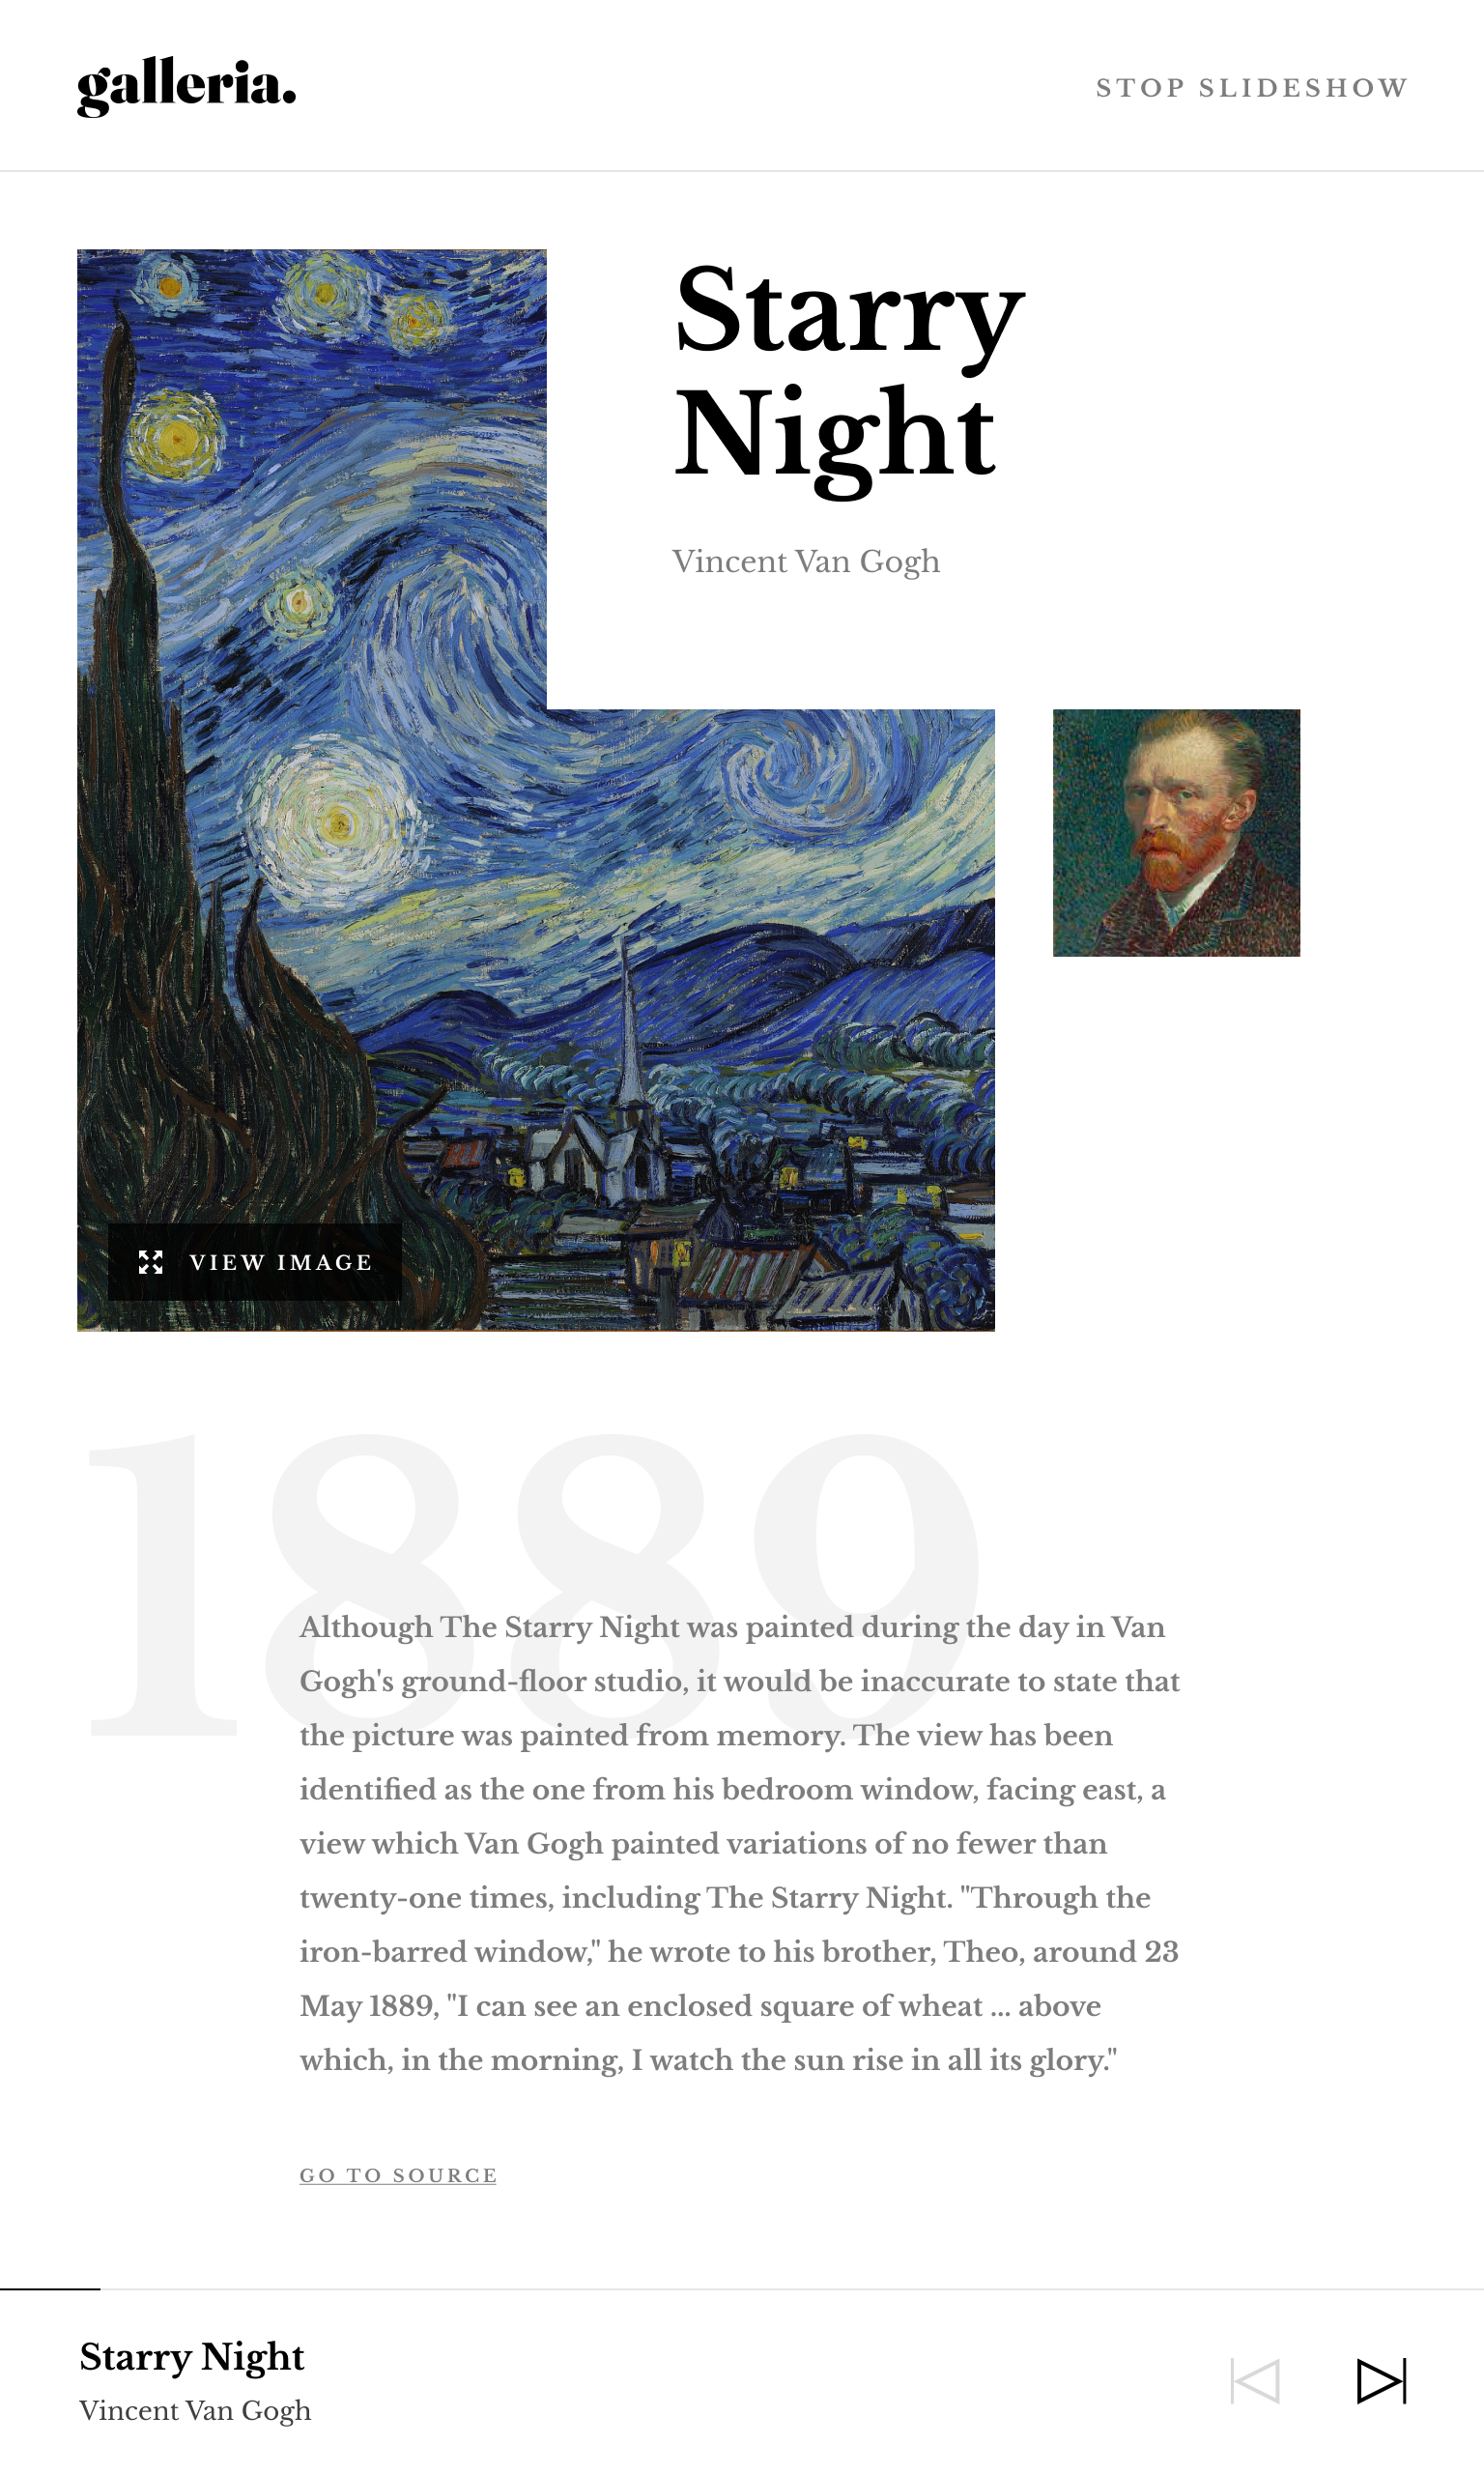 galleria.
STOP SLIDESHOW
Starry
Night
Vincent Van Gogh
VIEW IMAGE
1889
Although The Starry Night was painted during the day in Van
Gogh's ground-floor studio, it would be inaccurate to state that
the picture was painted from memory. The view has been
identified as the one from his bedroom window, facing east, a
view which Van Gogh painted variations of no fewer than
twenty-one times, including The Starry Night. "Through the
iron-barred window," he wrote to his brother, Theo, around 23
May 1889, "I can see an enclosed square of wheat ... above
which, in the morning, I watch the sun rise in all its glory."
GO TO SOURCE
Starry Night
Vincent Van Gogh